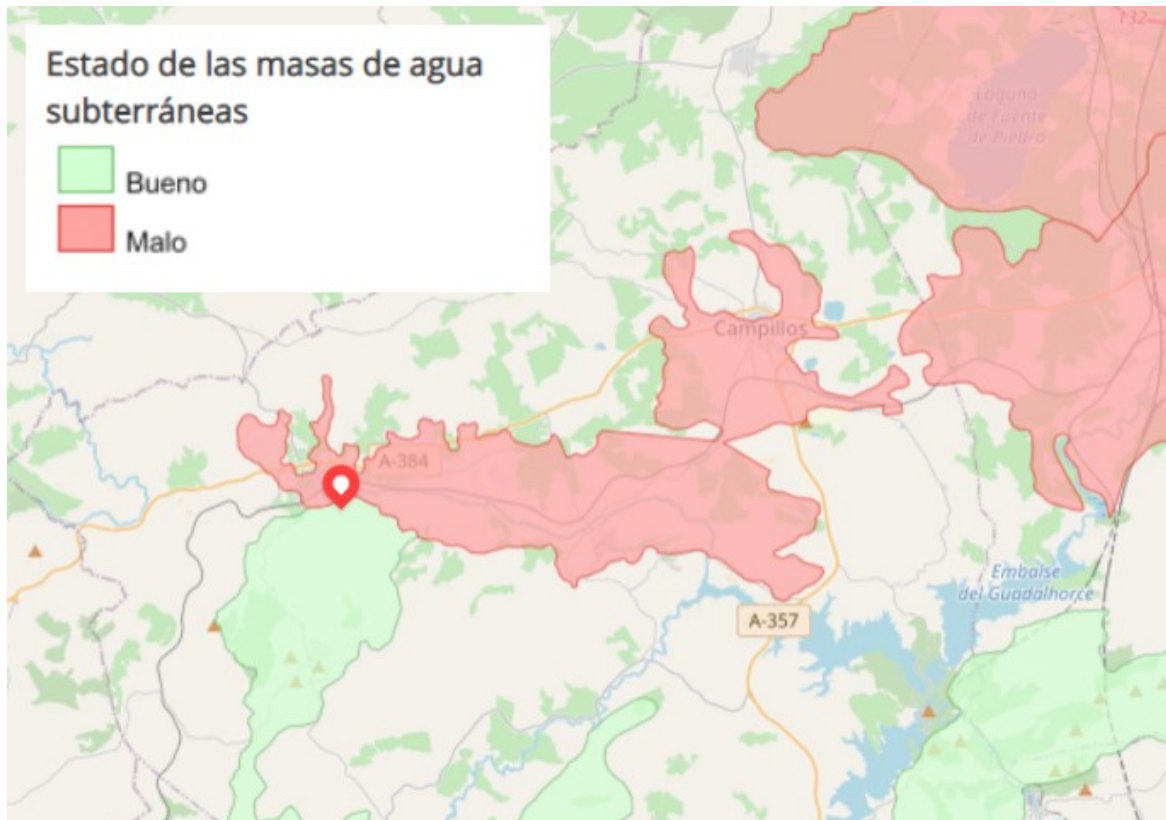 Estado de las masas de agua
subterráneas
Bueno
Malo
132
Laguna
de Fuente
de Piedra
Campillos
A-384
Embalse
del Guadalhorce
A-357